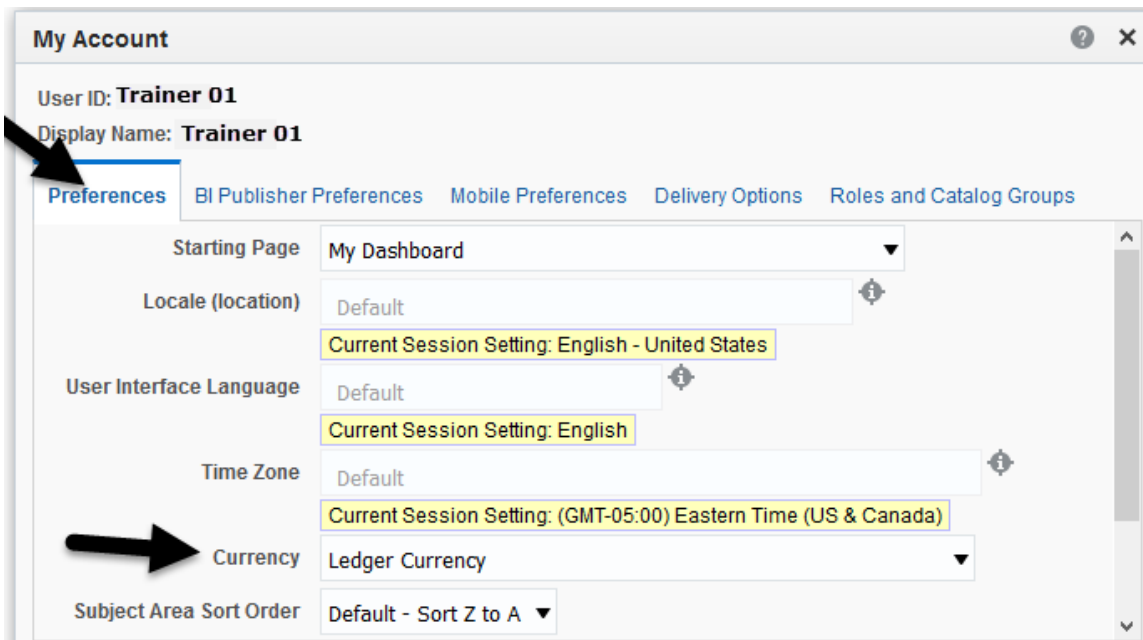 My Account
User ID: Trainer 01
Display Name: Trainer 01
Preferences BI Publisher Preferences Mobile Preferences Delivery Options Roles and Catalog Groups
Starting Page My Dashboard
Locale (location) Default
Current Session Setting: English - United States
User Interface Language Default
Current Session Setting: English
Time Zone Default
Current Session Setting: (GMT-05:00) Eastern Time (US & Canada)
Currency Ledger Currency
Subject Area Sort Order Default - Sort Z to A